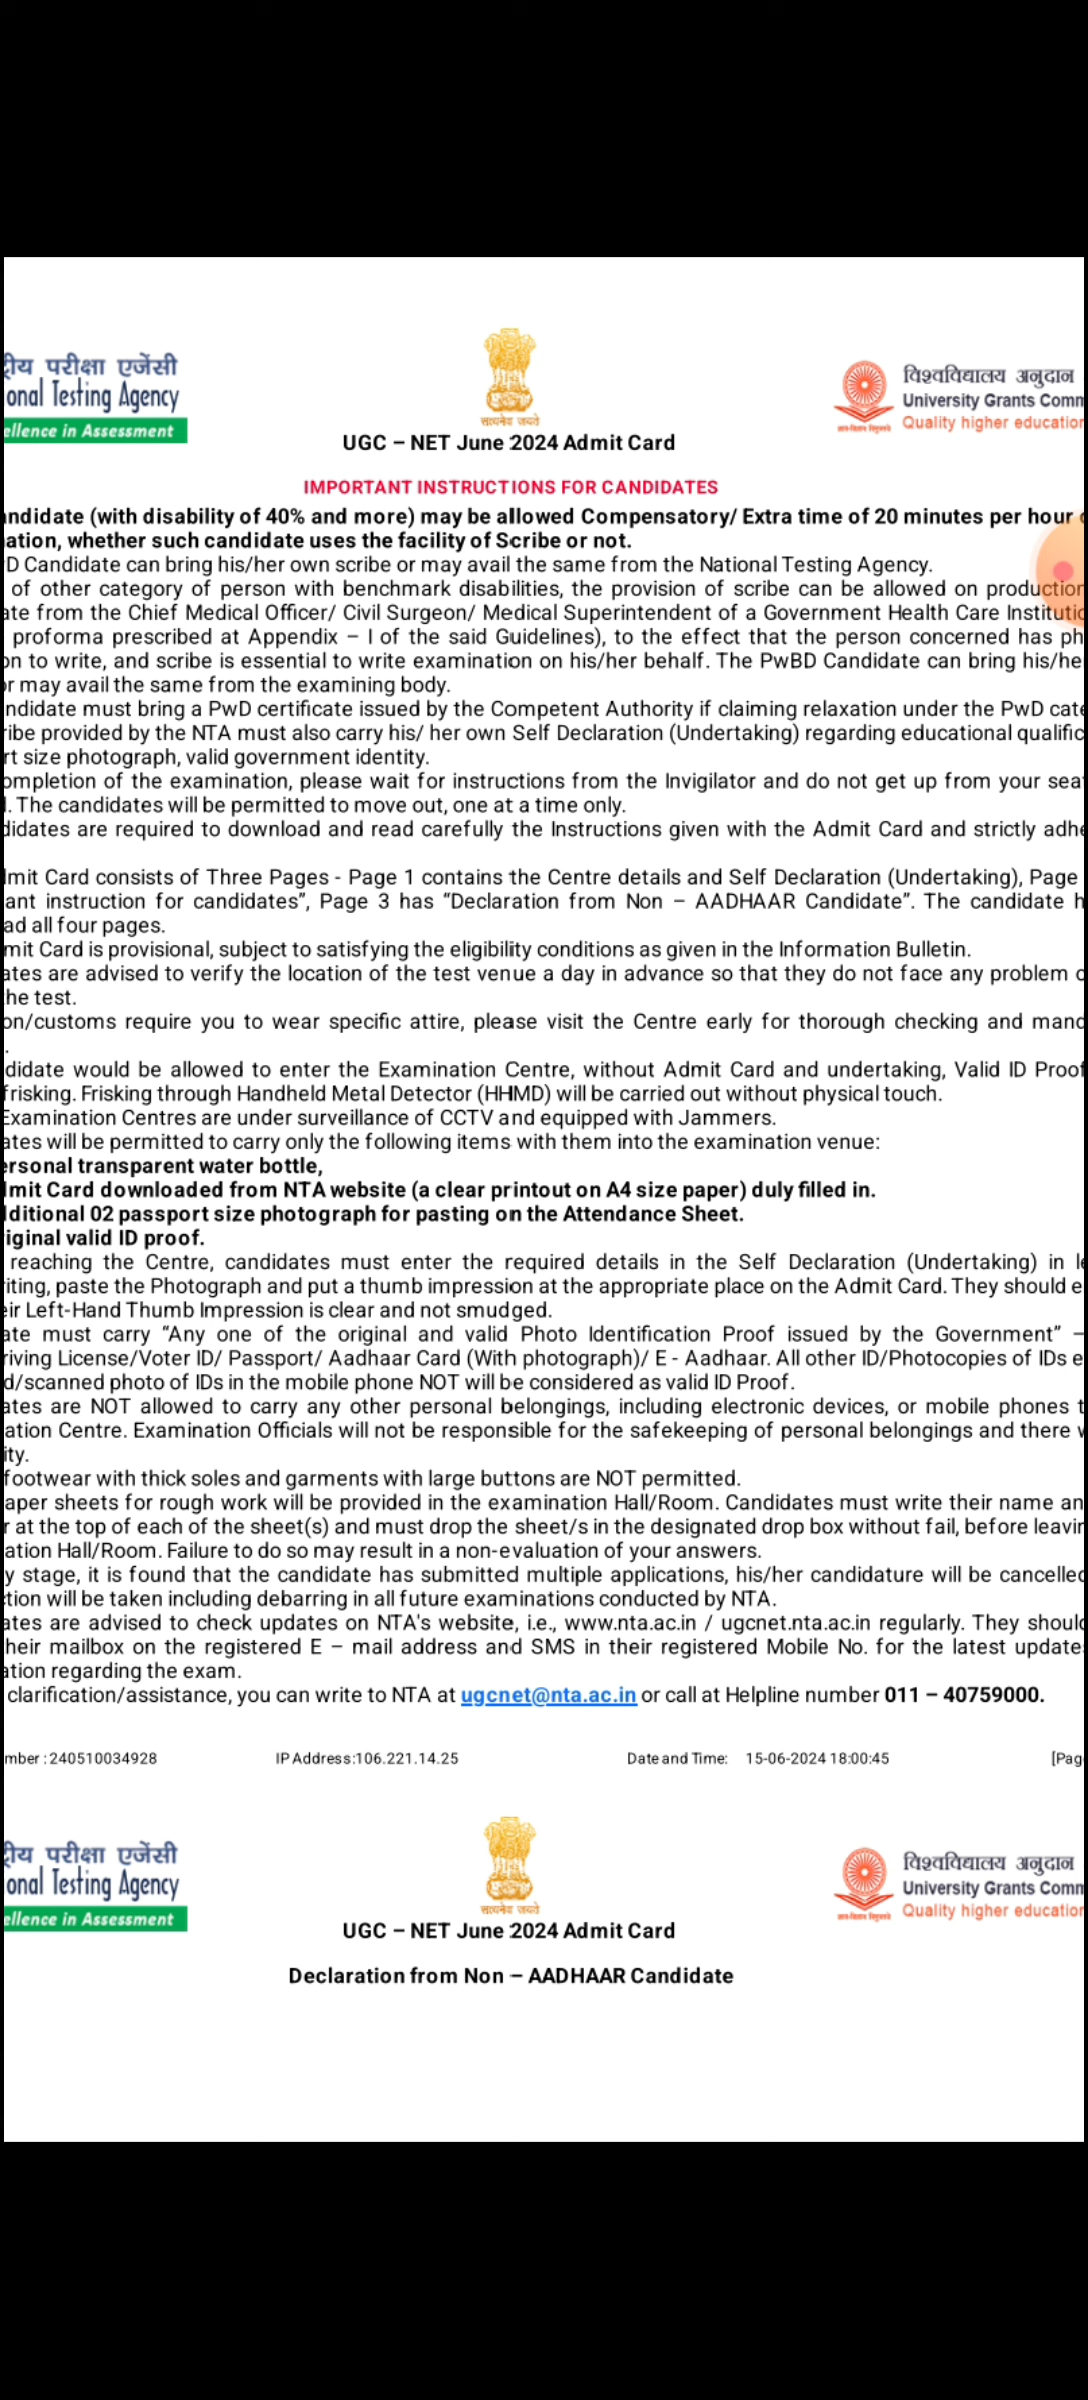 ट्रीय परीक्षा एजेंसी
onal Testing Agency
ellence in Assessment
सत्यमेव जयते
विश्वविद्यालय अनुदान
University Grants Comm
Quality higher education
UGC – NET June 2024 Admit Card
IMPORTANT INSTRUCTIONS FOR CANDIDATES
andidate (with disability of 40% and more) may be allowed Compensatory/ Extra time of 20 minutes per hour
ation, whether such candidate uses the facility of Scribe or not.
D Candidate can bring his/her own scribe or may avail the same from the National Testing Agency.
of other category of person with benchmark disabilities, the provision of scribe can be allowed on production
ate from the Chief Medical Officer/ Civil Surgeon/ Medical Superintendent of a Government Health Care Institutio
proforma prescribed at Appendix – I of the said Guidelines), to the effect that the person concerned has ph
on to write, and scribe is essential to write examination on his/her behalf. The PwBD Candidate can bring his/he
r may avail the same from the examining body.
ndidate must bring a PwD certificate issued by the Competent Authority if claiming relaxation under the PwD cate
ribe provided by the NTA must also carry his/ her own Self Declaration (Undertaking) regarding educational qualific
rt size photograph, valid government identity.
ompletion of the examination, please wait for instructions from the Invigilator and do not get up from your sea
. The candidates will be permitted to move out, one at a time only.
didates are required to download and read carefully the Instructions given with the Admit Card and strictly adhe
mit Card consists of Three Pages - Page 1 contains the Centre details and Self Declaration (Undertaking), Page
ant instruction for candidates”, Page 3 has “Declaration from Non – AADHAAR Candidate”. The candidate h
ad all four pages.
mit Card is provisional, subject to satisfying the eligibility conditions as given in the Information Bulletin.
ates are advised to verify the location of the test venue a day in advance so that they do not face any problem o
he test.
on/customs require you to wear specific attire, please visit the Centre early for thorough checking and mand
.
didate would be allowed to enter the Examination Centre, without Admit Card and undertaking, Valid ID Proof
frisking. Frisking through Handheld Metal Detector (HHMD) will be carried out without physical touch.
Examination Centres are under surveillance of CCTV and equipped with Jammers.
ates will be permitted to carry only the following items with them into the examination venue:
ersonal transparent water bottle,
mit Card downloaded from NTA website (a clear printout on A4 size paper) duly filled in.
ditional 02 passport size photograph for pasting on the Attendance Sheet.
iginal valid ID proof.
reaching the Centre, candidates must enter the required details in the Self Declaration (Undertaking) in le
iting, paste the Photograph and put a thumb impression at the appropriate place on the Admit Card. They should e
eir Left-Hand Thumb Impression is clear and not smudged.
ate must carry “Any one of the original and valid Photo Identification Proof issued by the Government” –
riving License/Voter ID/ Passport/ Aadhaar Card (With photograph)/ E - Aadhaar. All other ID/Photocopies of IDs e
d/scanned photo of IDs in the mobile phone NOT will be considered as valid ID Proof.
ates are NOT allowed to carry any other personal belongings, including electronic devices, or mobile phones t
ation Centre. Examination Officials will not be responsible for the safekeeping of personal belongings and there w
ity.
footwear with thick soles and garments with large buttons are NOT permitted.
aper sheets for rough work will be provided in the examination Hall/Room. Candidates must write their name an
r at the top of each of the sheet(s) and must drop the sheet/s in the designated drop box without fail, before leavin
ation Hall/Room. Failure to do so may result in a non-evaluation of your answers.
y stage, it is found that the candidate has submitted multiple applications, his/her candidature will be cancelled
tion will be taken including debarring in all future examinations conducted by NTA.
ates are advised to check updates on NTA's website, i.e., www.nta.ac.in / ugcnet.nta.ac.in regularly. They should
heir mailbox on the registered E – mail address and SMS in their registered Mobile No. for the latest update
ation regarding the exam.
clarification/assistance, you can write to NTA at ugcnet@nta.ac.in or call at Helpline number 011 – 40759000.
mber : 240510034928 IP Address:106.221.14.25 Date and Time: 15-06-2024 18:00:45 [Pag
ट्रीय परीक्षा एजेंसी
onal Testing Agency
ellence in Assessment
सत्यमेव जयते
विश्वविद्यालय अनुदान
University Grants Comm
Quality higher education
UGC – NET June 2024 Admit Card
Declaration from Non – AADHAAR Candidate